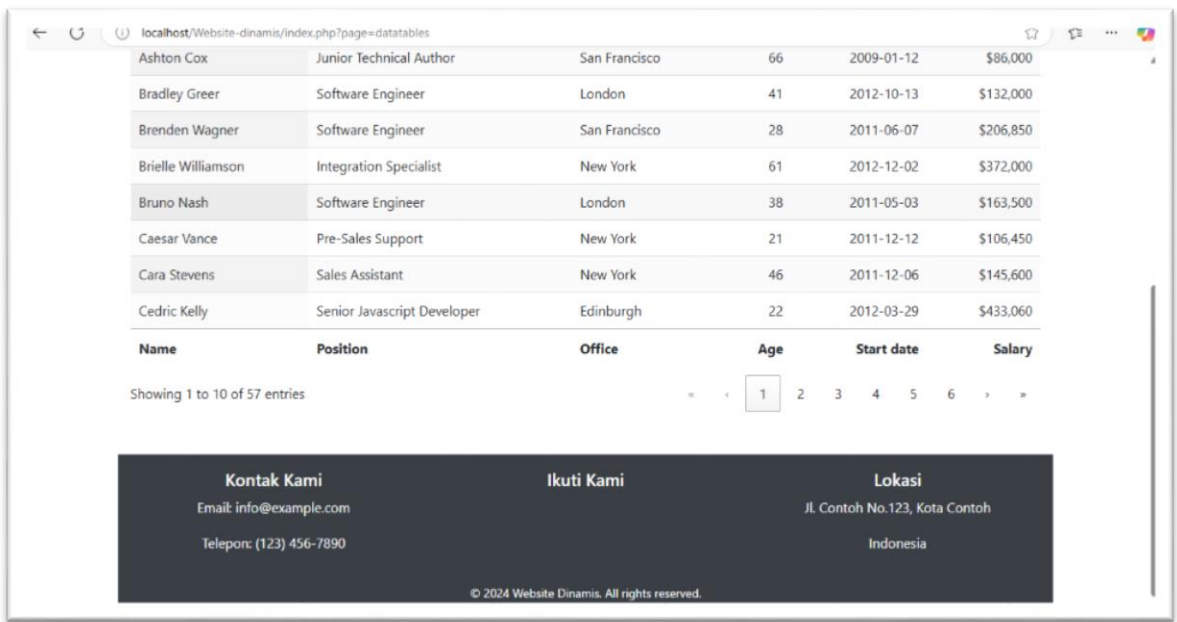 localhost/Website-dinamis/index.php?page=datatables
Ashton Cox Junior Technical Author San Francisco 66 2009-01-12 $86,000
Bradley Greer Software Engineer London 41 2012-10-13 $132,000
Brenden Wagner Software Engineer San Francisco 28 2011-06-07 $206,850
Brielle Williamson Integration Specialist New York 61 2012-12-02 $372,000
Bruno Nash Software Engineer London 38 2011-05-03 $163,500
Caesar Vance Pre-Sales Support New York 21 2011-12-12 $106,450
Cara Stevens Sales Assistant New York 46 2011-12-06 $145,600
Cedric Kelly Senior Javascript Developer Edinburgh 22 2012-03-29 $433,060
Name Position Office Age Start date Salary
Showing 1 to 10 of 57 entries « ‹ 1 2 3 4 5 6 › »
Kontak Kami Ikuti Kami Lokasi
Email: info@example.com Jl. Contoh No.123, Kota Contoh
Telepon: (123) 456-7890 Indonesia
© 2024 Website Dinamis. All rights reserved.